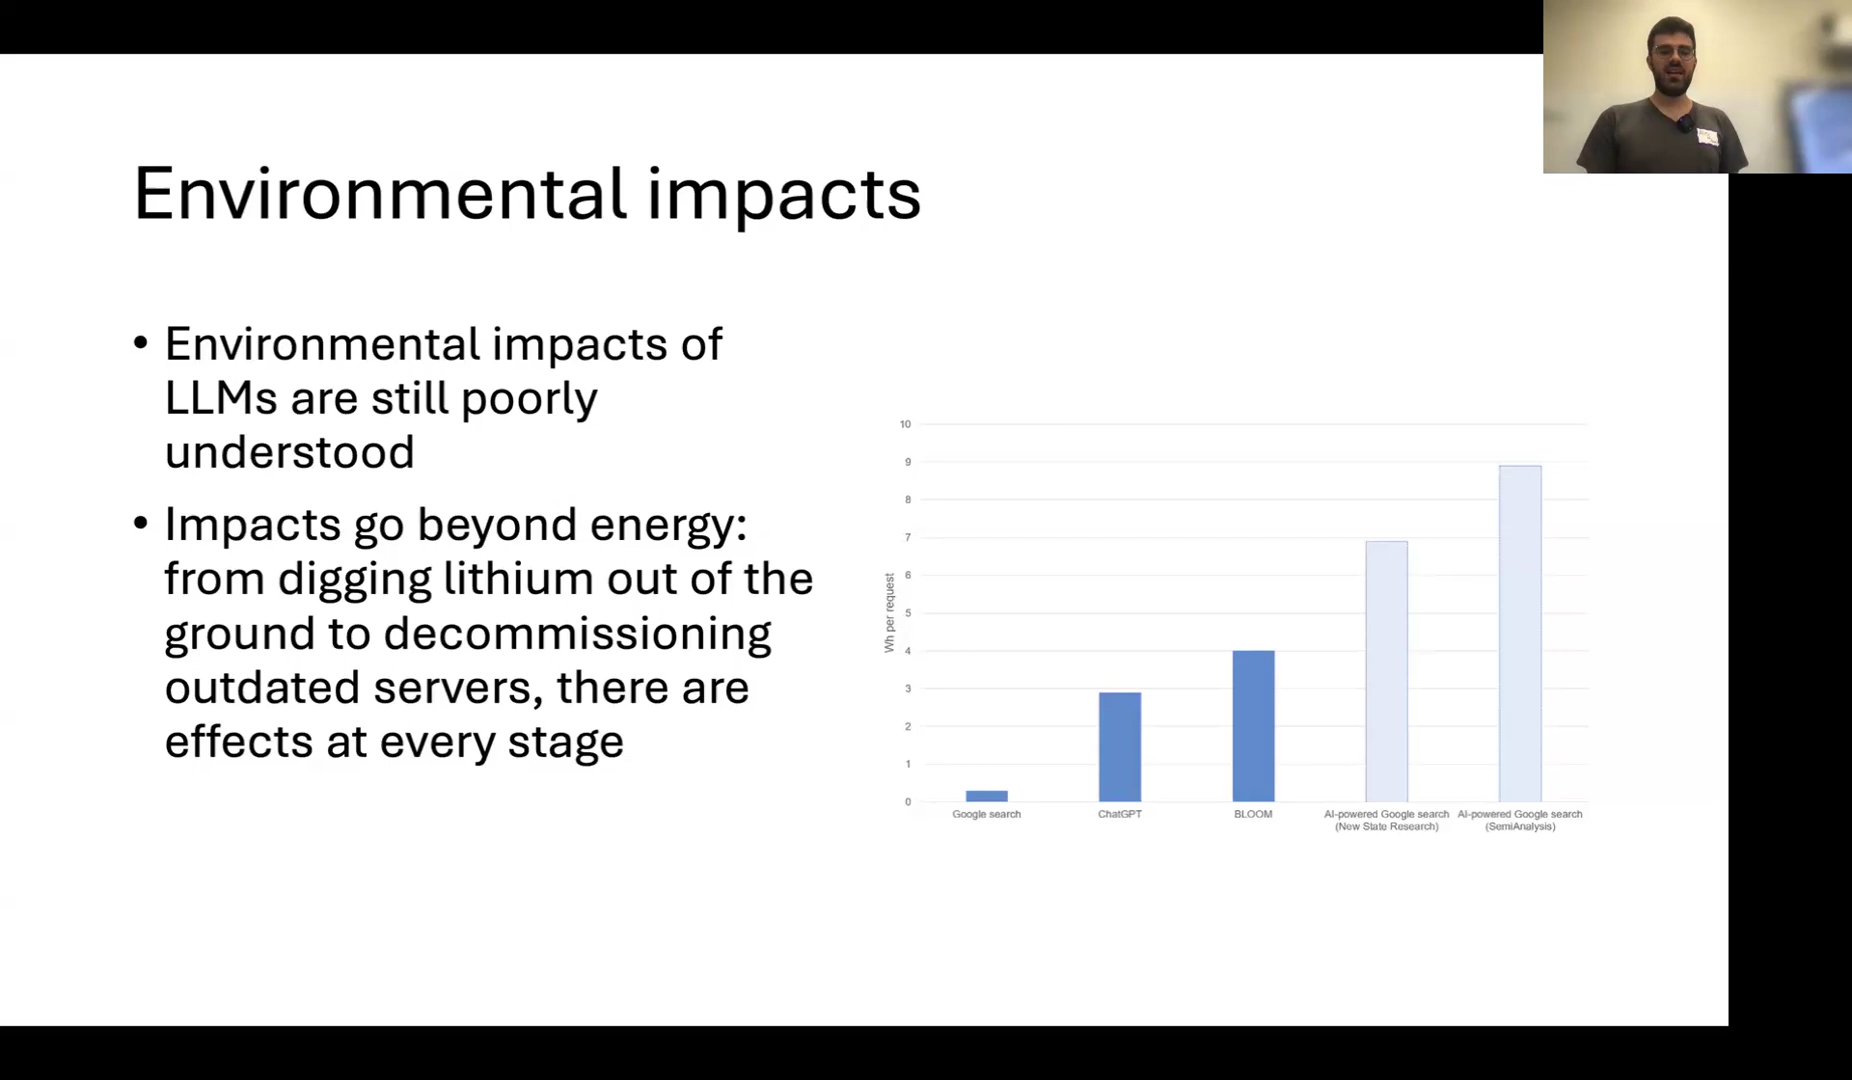 Environmental impacts
• Environmental impacts of
LLMs are still poorly
understood
• Impacts go beyond energy:
from digging lithium out of the
ground to decommissioning
outdated servers, there are
effects at every stage
10
9
8
7
6
5
4
3
2
1
0
Wh per request
Google search
ChatGPT
BLOOM
AI-powered Google search
(New State Research)
AI-powered Google search
(SemiAnalysis)